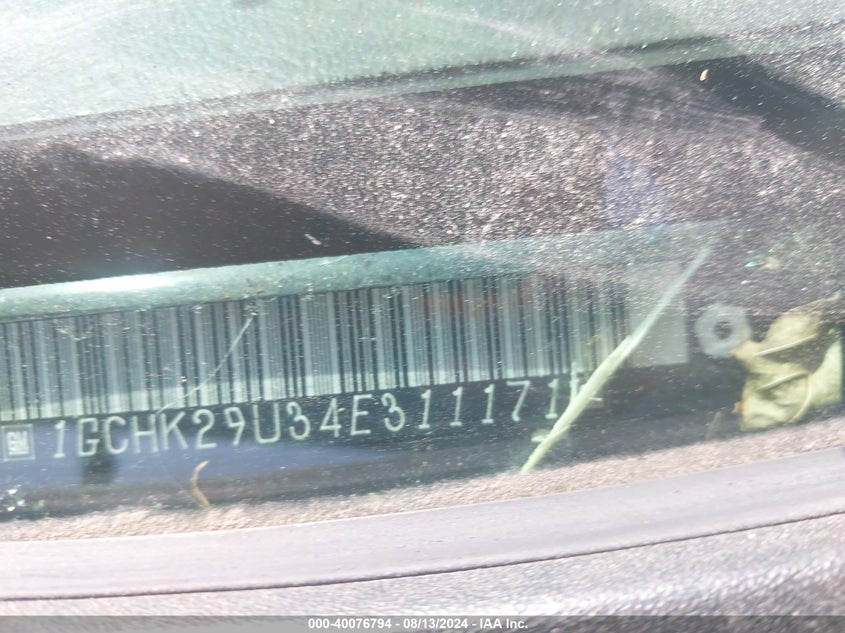 GM 1GCHK29U34E311171
000-40076794 - 08/13/2024 - IAA Inc.